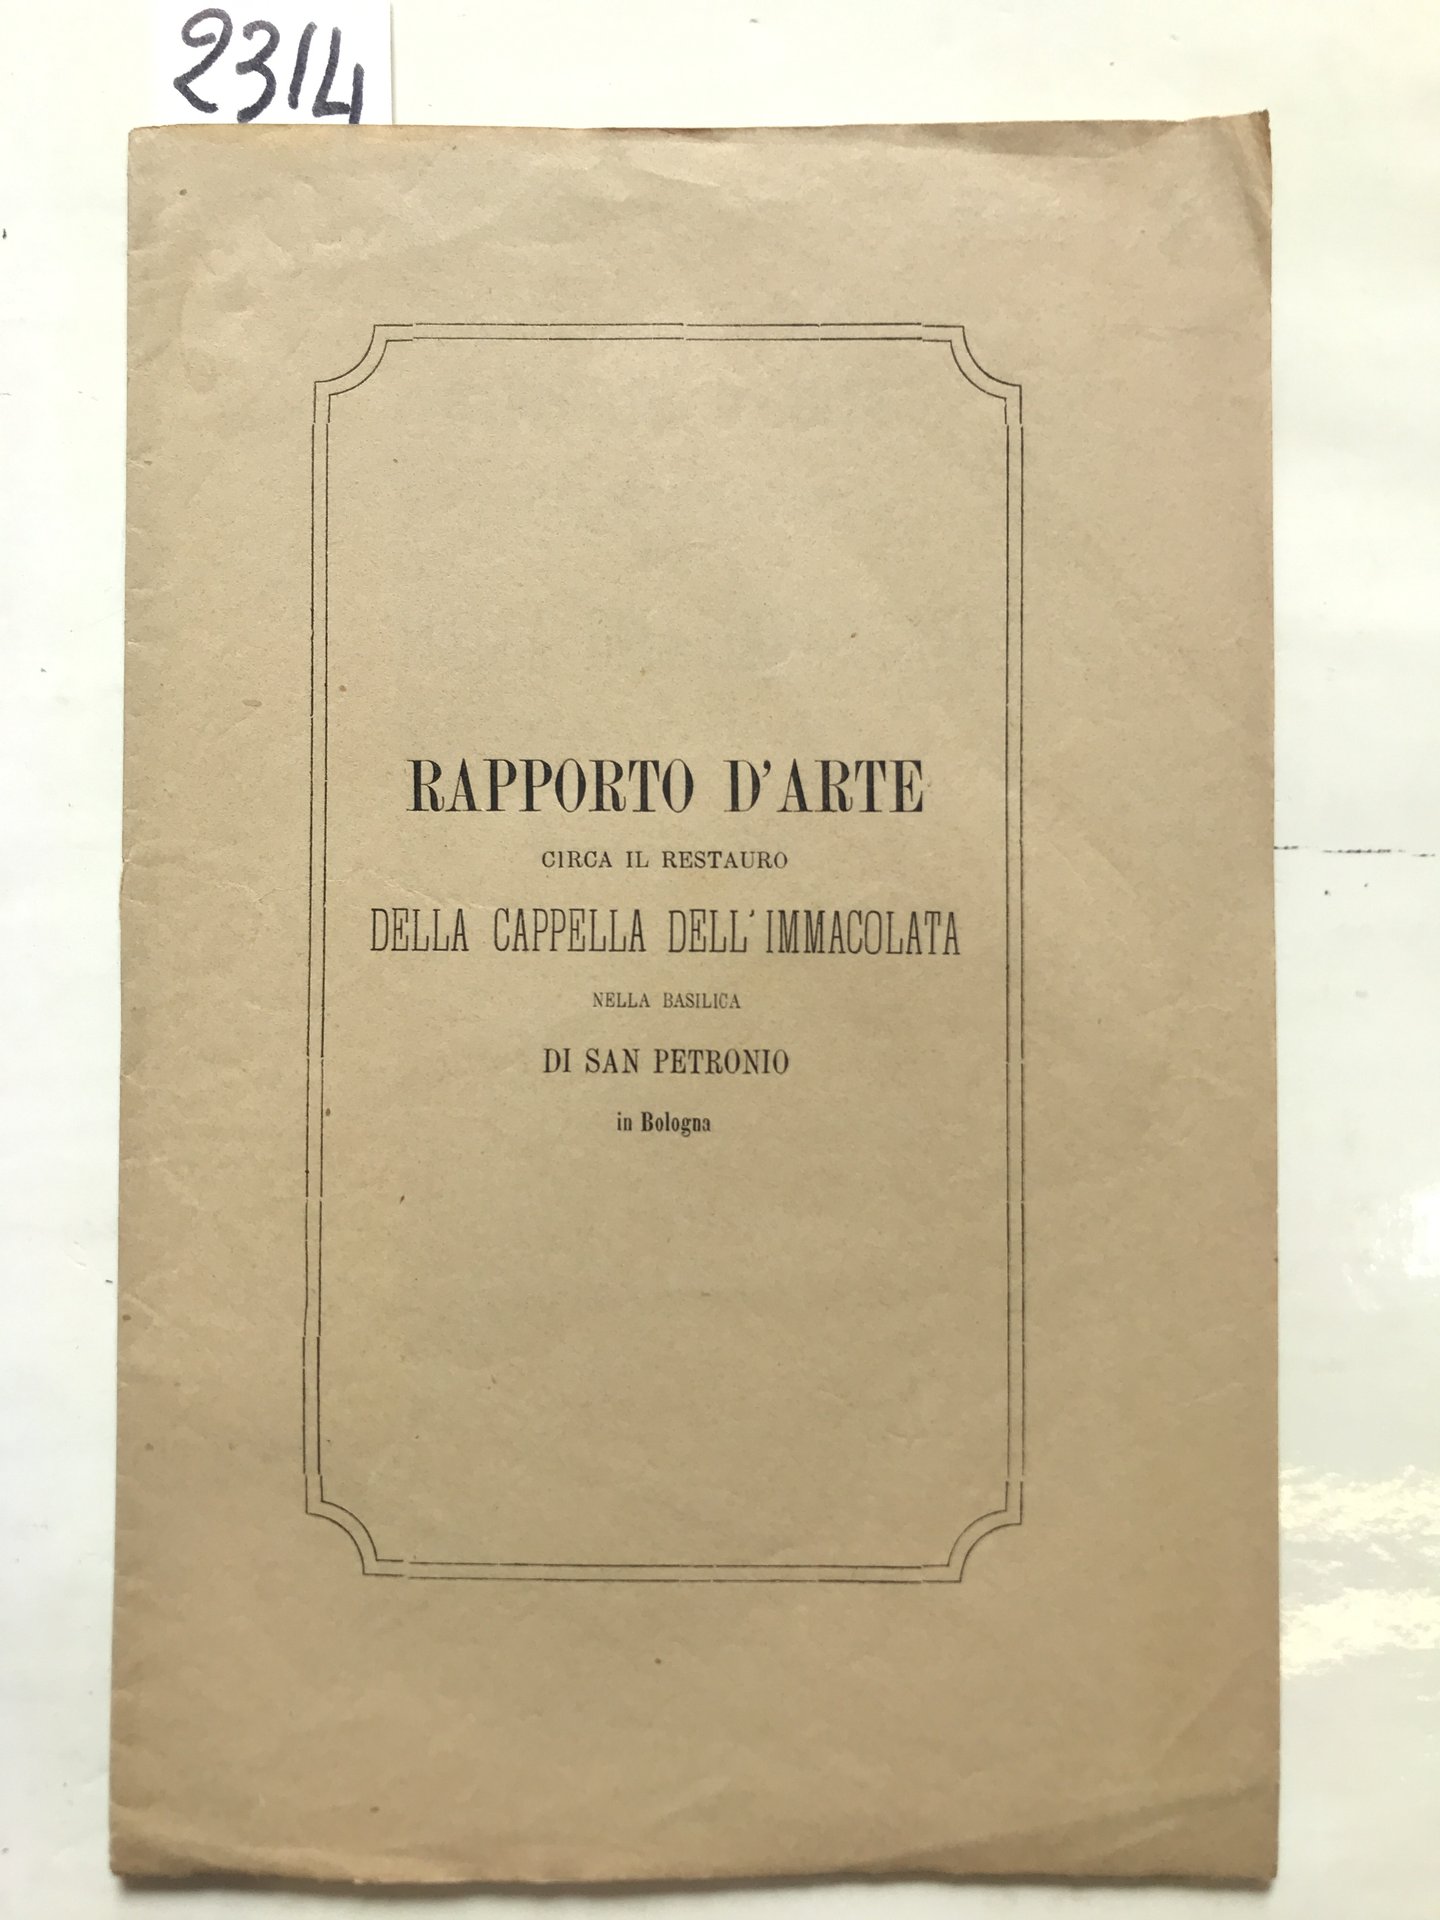 2314
RAPPORTO D'ARTE
CIRCA IL RESTAURO
DELLA CAPPELLA DELL'IMMACOLATA
NELLA BASILICA
DI SAN PETRONIO
in Bologna